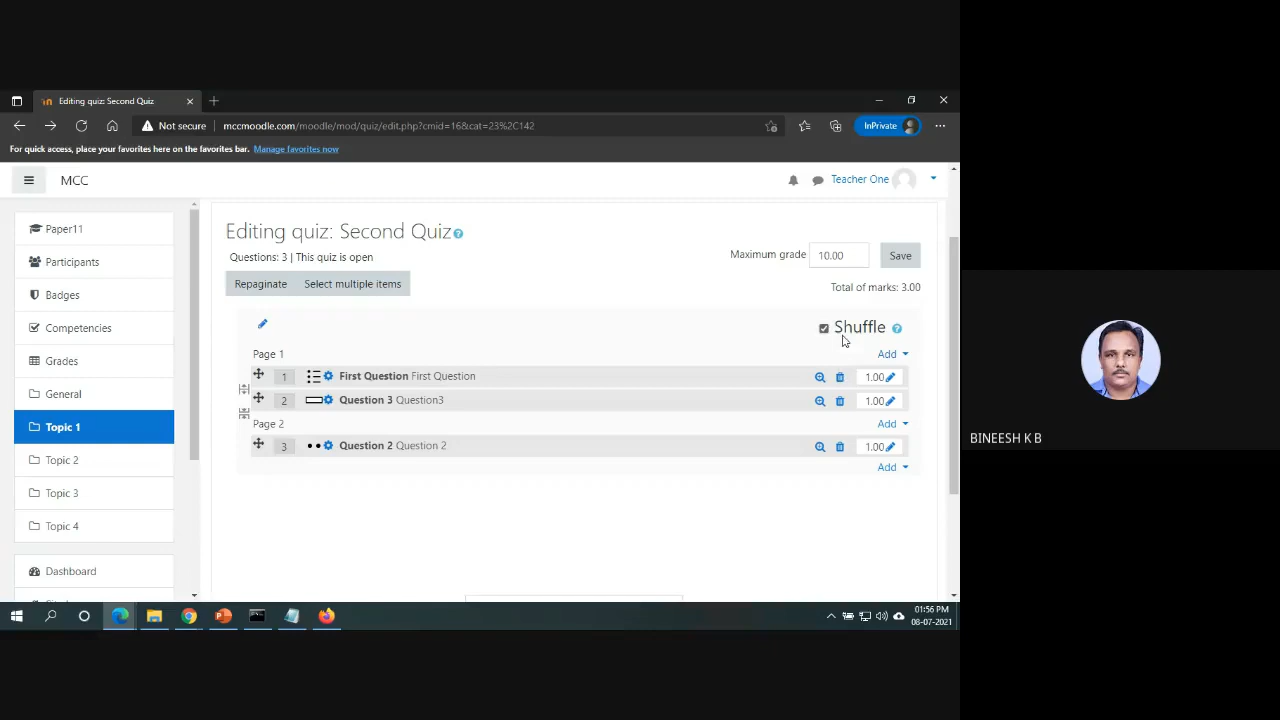 Editing quiz: Second Quiz
Not secure
mccmoodle.com/moodle/mod/quiz/edit.php?cmid=16&cat=23%2C142
InPrivate
For quick access, place your favorites here on the favorites bar. Manage favorites now
MCC
Teacher One
Paper11
Participants
Badges
Competencies
Grades
General
Topic 1
Topic 2
Topic 3
Topic 4
Dashboard
Editing quiz: Second Quiz
Questions: 3 | This quiz is open
Maximum grade 10.00 Save
Repaginate Select multiple items
Total of marks: 3.00
Shuffle
Page 1 Add
1 First Question First Question 1.00
2 Question 3 Question3 1.00
Page 2 Add
3 Question 2 Question 2 1.00
Add
01:56 PM
08-07-2021
BINEESH K B